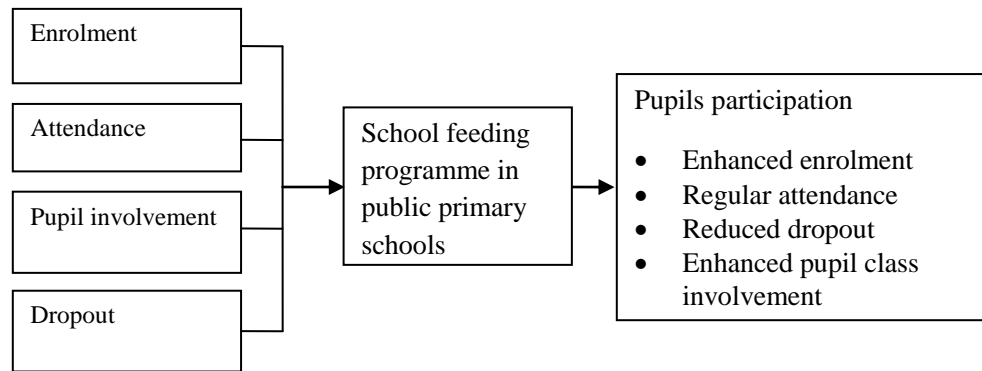 Enrolment
Attendance
Pupil involvement
Dropout
School feeding
programme in
public primary
schools
Pupils participation
• Enhanced enrolment
• Regular attendance
• Reduced dropout
• Enhanced pupil class
involvement